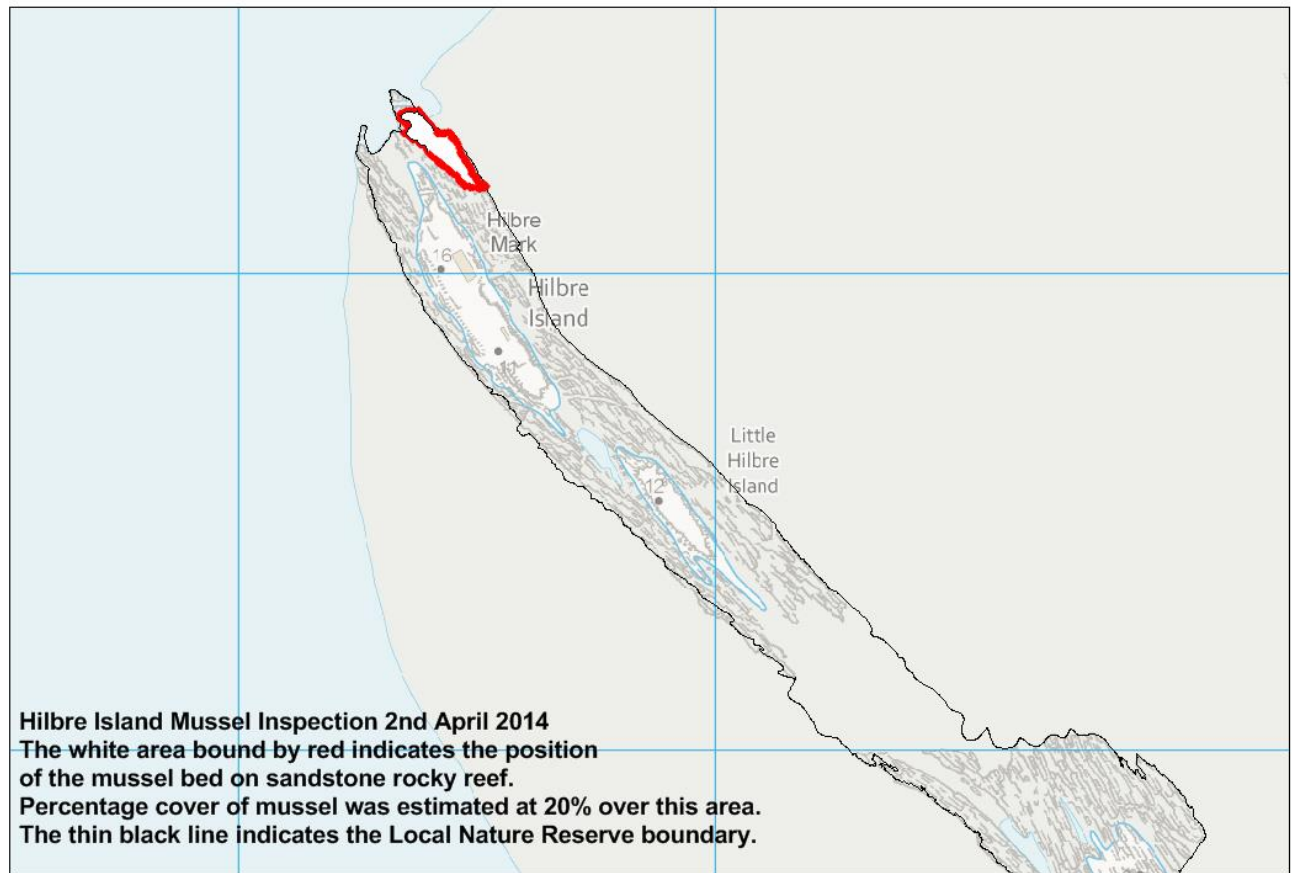 Hilbre
Mark
16
Hilbre
Island
11
Little
Hilbre
Island
12
Hilbre Island Mussel Inspection 2nd April 2014
The white area bound by red indicates the position
of the mussel bed on sandstone rocky reef.
Percentage cover of mussel was estimated at 20% over this area.
The thin black line indicates the Local Nature Reserve boundary.